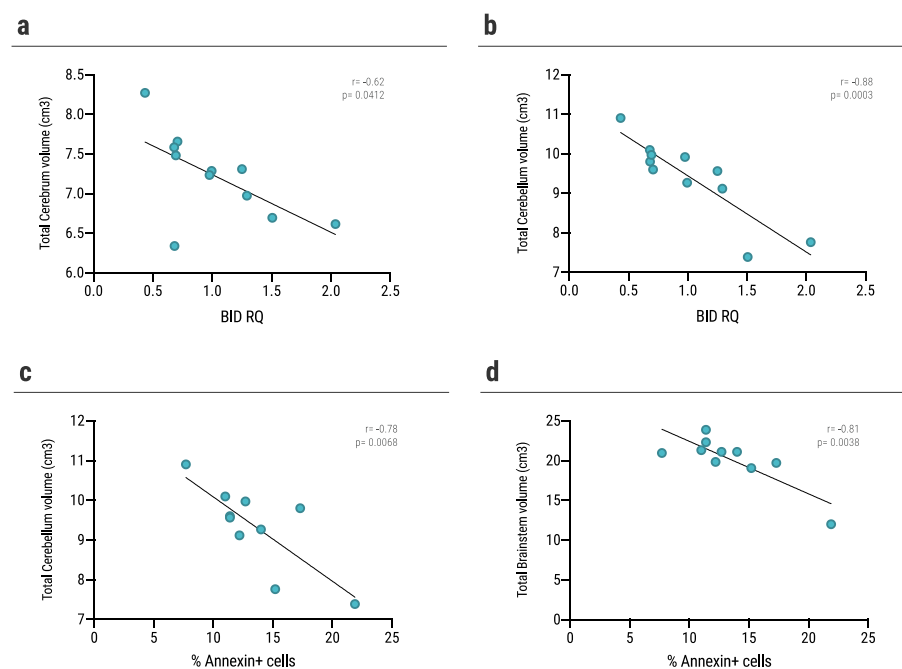 a
r= -0.62
p= 0.0412
Total Cerebrum volume (cm3)
8.5
8.0
7.5
7.0
6.5
6.0
0.0 0.5 1.0 1.5 2.0 2.5
BID RQ
b
r= -0.88
p= 0.0003
Total Cerebellum volume (cm3)
12
11
10
9
8
7
0.0 0.5 1.0 1.5 2.0 2.5
BID RQ
c
r= -0.78
p= 0.0068
Total Cerebellum volume (cm3)
12
11
10
9
8
7
0 5 10 15 20 25
% Annexin+ cells
d
r= -0.81
p= 0.0038
Total Brainstem volume (cm3)
25
20
15
10
5
0
0 5 10 15 20 25
% Annexin+ cells